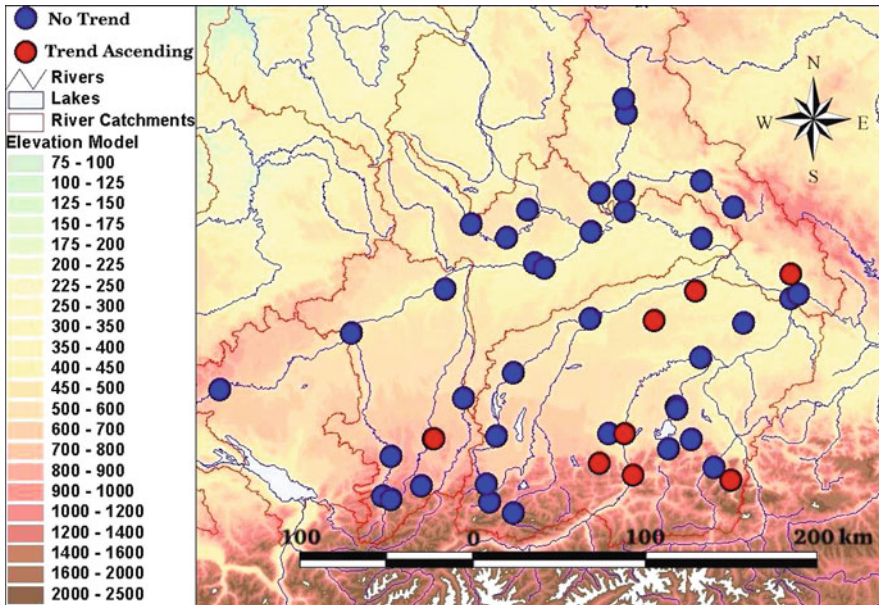 No Trend
Trend Ascending
Rivers
Lakes
River Catchments
Elevation Model
75 - 100
100 - 125
125 - 150
150 - 175
175 - 200
200 - 225
225 - 250
250 - 300
300 - 350
350 - 400
400 - 450
450 - 500
500 - 600
600 - 700
700 - 800
800 - 900
900 - 1000
1000 - 1200
1200 - 1400
1400 - 1600
1600 - 2000
2000 - 2500
N
W E
S
100 0 100 200 km